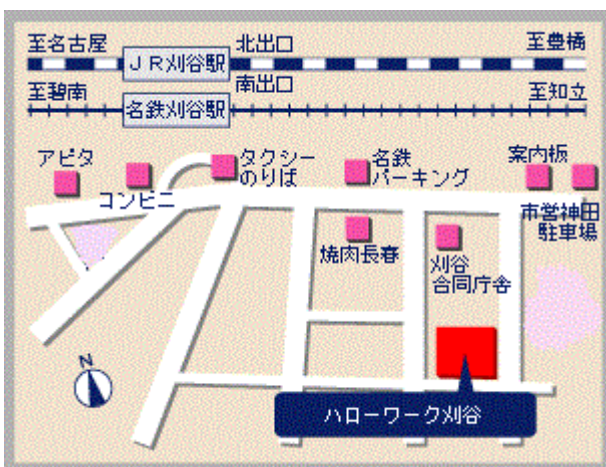 至名古屋
北出口
至豊橋
JR刈谷駅
至碧南
南出口
至知立
名鉄刈谷駅
アピタ
コンビニ
タクシー
のりば
名鉄
パーキング
案内板
市営神田
駐車場
焼肉長春
刈谷
合同庁舎
N
ハローワーク刈谷